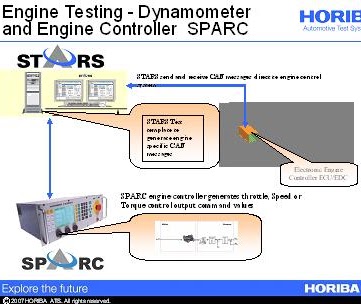 Engine Testing - Dynamometer
and Engine Controller SPARC
HORIBA
Automotive Test Sys
STARS
STARS send and receive CAN messages direct to engine control
system
STARS Test
template or
generate engine
specific CAN
messages
Electronic Engine
Controller ECU/EDC
SPARC engine controller generates throttle, Speed or
Torque control output command values
SPARC
Explore the future
HORIBA
© 2007 HORIBA ATS. All rights reserved.